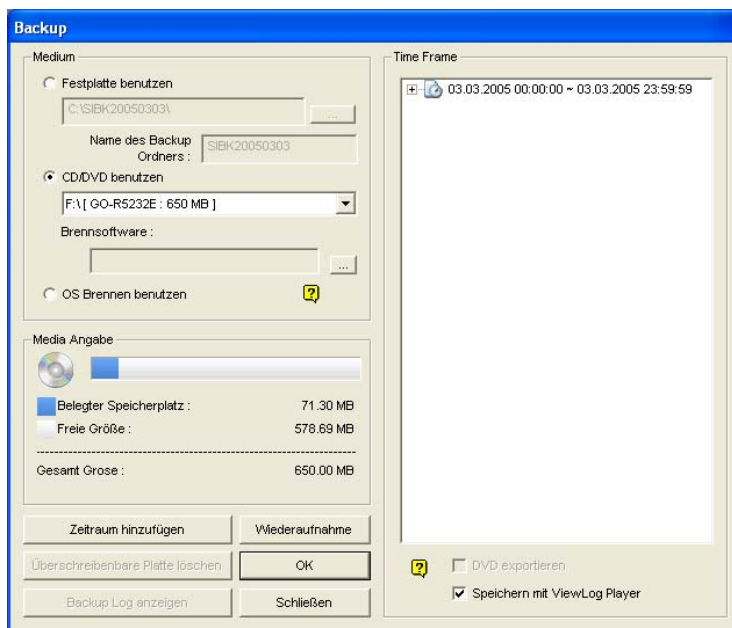 Backup
Medium
Festplatte benutzen
C:\SIBK20050303\
...
Name des Backup
Ordners :
SIBK20050303
CD/DVD benutzen
F:\ [ GO-R5232E : 650 MB ]
Brennsoftware :
...
OS Brennen benutzen
?
Media Angabe
Belegter Speicherplatz : 71.30 MB
Freie Größe : 578.69 MB
Gesamt Grose : 650.00 MB
Zeitraum hinzufügen
Wiederaufnahme
Überschreibenbare Platte löschen
OK
Backup Log anzeigen
Schließen
Time Frame
03.03.2005 00:00:00 ~ 03.03.2005 23:59:59
?
DVD exportieren
Speichern mit ViewLog Player